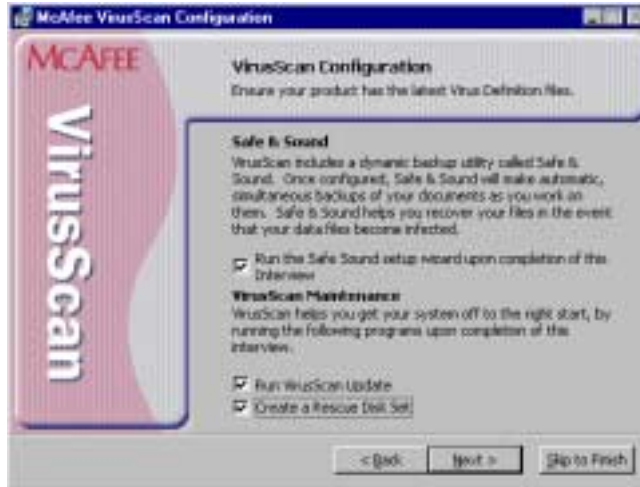 McAfee VirusScan Configuration
McAFEE
VirusScan
VirusScan Configuration
Ensure your product has the latest Virus Definition files.
Safe & Sound
VirusScan includes a dynamic backup utility called Safe &
Sound. Once configured, Safe & Sound will make automatic,
simultaneous backups of your documents as you work on
them. Safe & Sound helps you recover your files in the event
that your data files become infected.
Run the Safe Sound setup wizard upon completion of this
Interview
VirusScan Maintenance
VirusScan helps you get your system off to the right start, by
running the following programs upon completion of this
interview.
Run VirusScan Update
Create a Rescue Disk Set
< Back
Next >
Skip to Finish